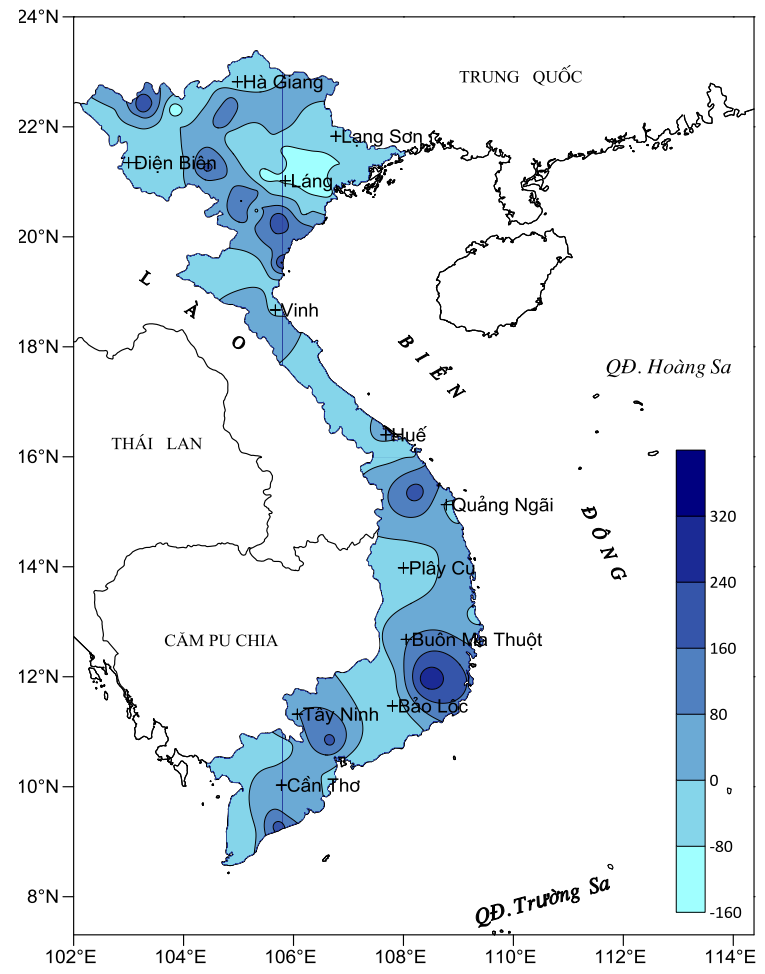 24°N
22°N
20°N
18°N
16°N
14°N
12°N
10°N
8°N
102°E
104°E
106°E
108°E
110°E
112°E
114°E
TRUNG QUỐC
Hà Giang
Lạng Sơn
Điện Biên
Láng
LÀO
Vinh
BIỂN
QĐ. Hoàng Sa
Huế
THÁI LAN
Quảng Ngãi
ĐÔNG
Plây Cu
Buôn Ma Thuột
CĂM PU CHIA
Bảo Lộc
Tây Ninh
Cần Thơ
QĐ. Trường Sa
320
240
160
80
0
-80
-160